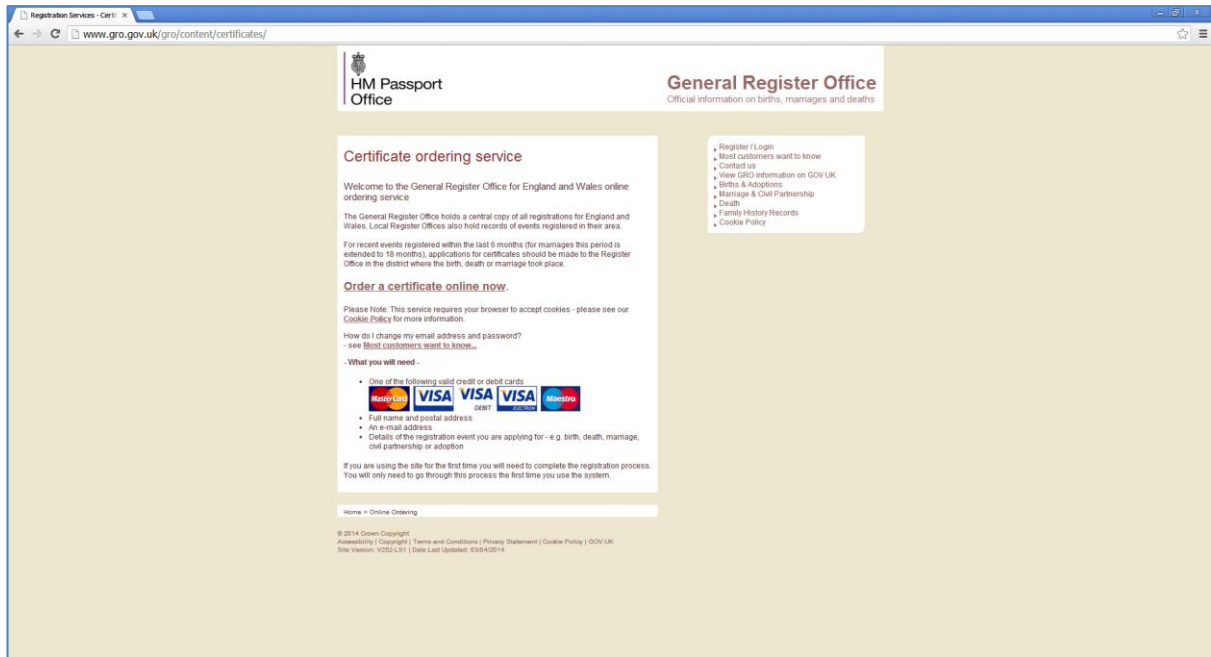 Registration Services - Certi
www.gro.gov.uk/gro/content/certificates/
HM Passport
Office
General Register Office
Official information on births, marriages and deaths
Certificate ordering service
Welcome to the General Register Office for England and Wales online
ordering service
The General Register Office holds a central copy of all registrations for England and
Wales. Local Register Offices also hold records of events registered in their area.
For recent events registered within the last 6 months (for marriages this period is
extended to 18 months), applications for certificates should be made to the Register
Office in the district where the birth, death or marriage took place.
Order a certificate online now.
Please Note: This service requires your browser to accept cookies - please see our
Cookie Policy for more information.
How do I change my email address and password?
- see Most customers want to know...
- What you will need -
One of the following valid credit or debit cards
MasterCard VISA VISA DEBIT VISA ELECTRON Maestro
Full name and postal address
An e-mail address
Details of the registration event you are applying for - e.g. birth, death, marriage,
civil partnership or adoption
If you are using the site for the first time you will need to complete the registration process.
You will only need to go through this process the first time you use the system.
Register / Login
Most customers want to know
Contact us
View GRO information on GOV.UK
Births & Adoptions
Marriage & Civil Partnership
Death
Family History Records
Cookie Policy
Home > Online Ordering
© 2014 Crown Copyright
Accessibility | Copyright | Terms and Conditions | Privacy Statement | Cookie Policy | GOV.UK
Site Version: V252-LS1 | Date Last Updated: 03/04/2014